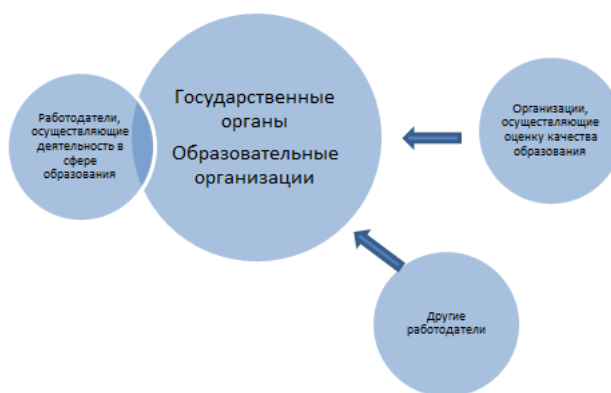 Государственные
органы
Образовательные
организации
Работодатели,
осуществляющие
деятельность в
сфере
образования
Организации,
осуществляющие
оценку качества
образования
Другие
работодатели